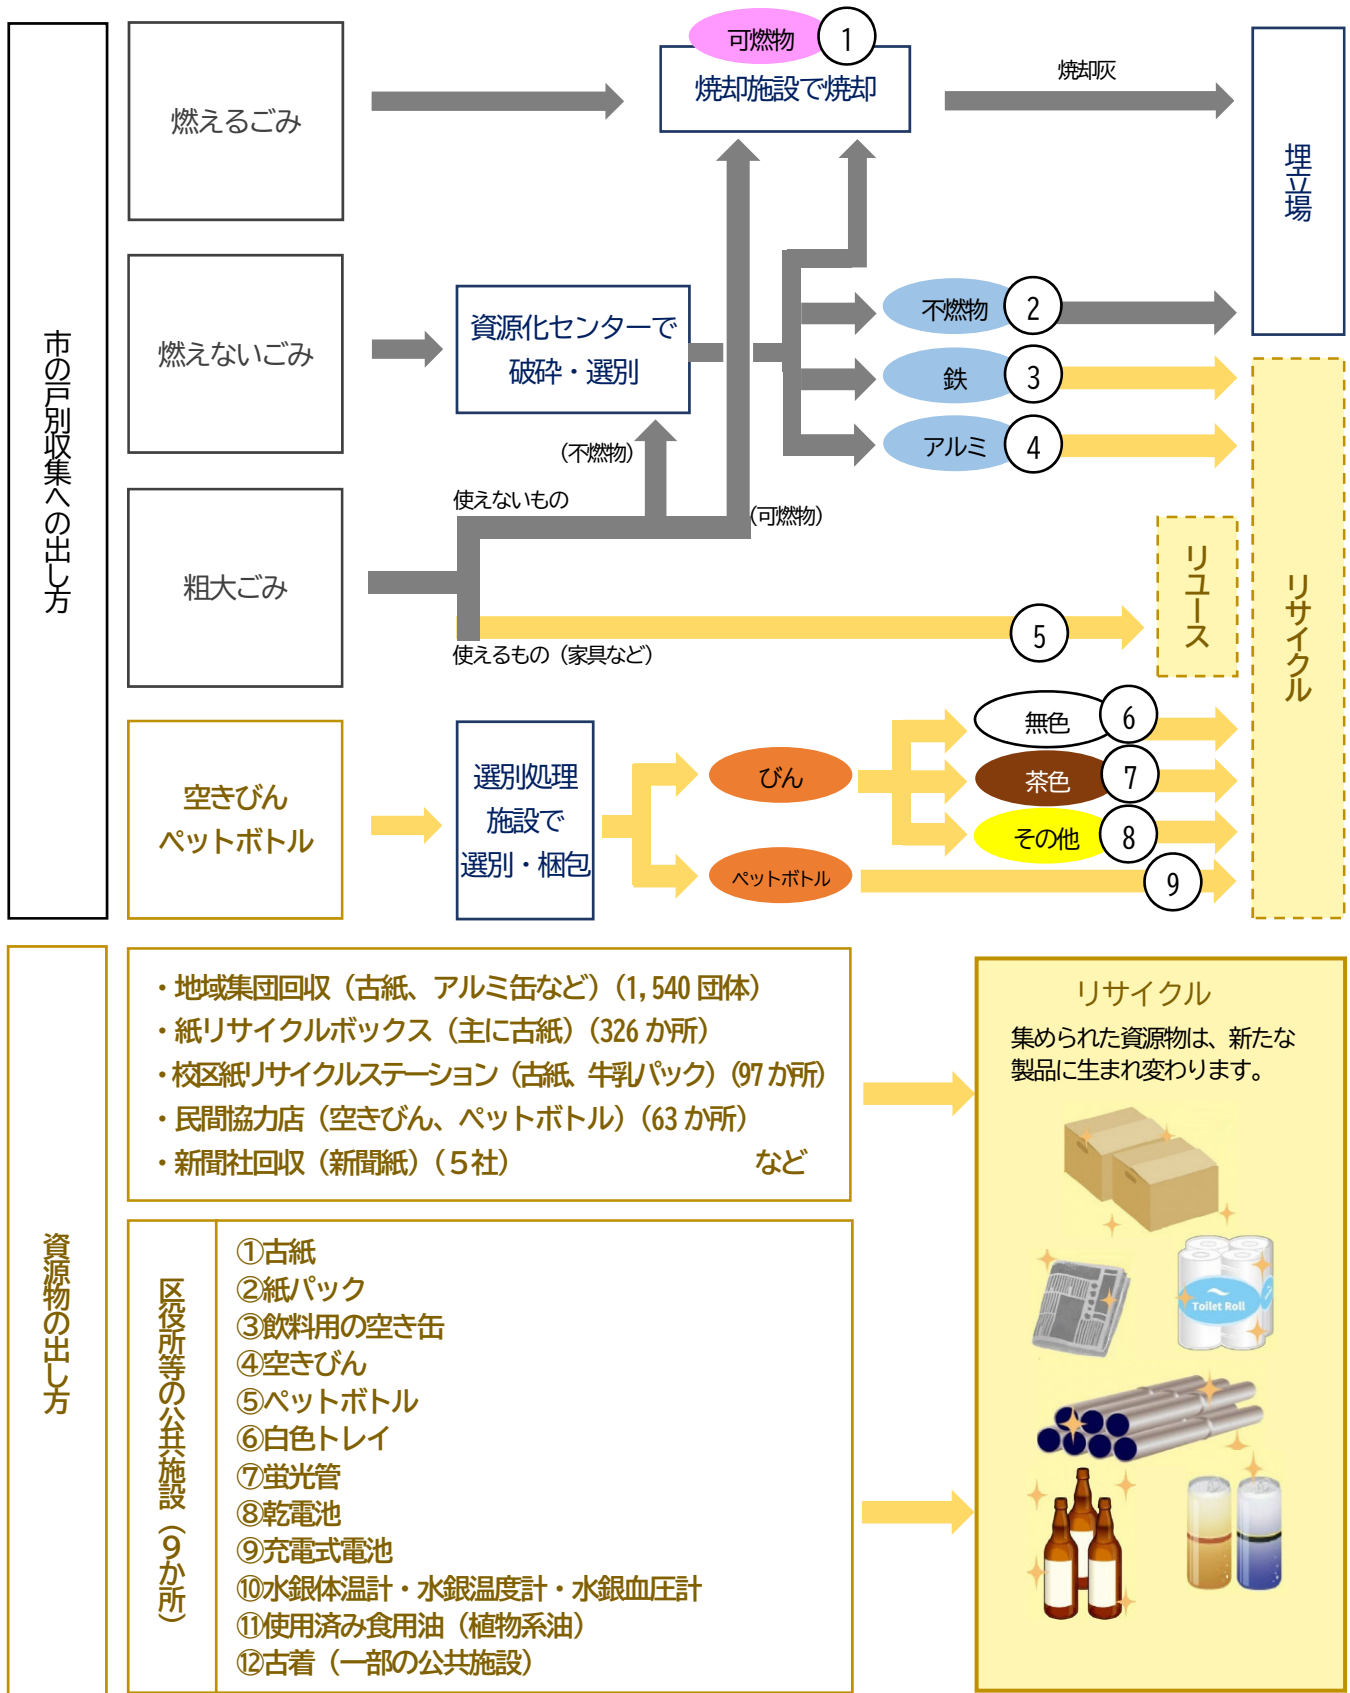 市の戸別収集への出し方
燃えるごみ
可燃物
1
焼却施設で焼却
焼却灰
埋立場
燃えないごみ
資源化センターで
破砕・選別
不燃物
2
鉄
3
アルミ
4
(不燃物)
(可燃物)
粗大ごみ
使えないもの
使えるもの(家具など)
5
リユース
リサイクル
空きびん
ペットボトル
選別処理
施設で
選別・梱包
びん
ペットボトル
無色
6
茶色
7
その他
8
9
資源物の出し方
・地域集団回収(古紙、アルミ缶など)(1,540 団体)
・紙リサイクルボックス(主に古紙)(326 か所)
・校区紙リサイクルステーション(古紙、牛乳パック)(97 か所)
・民間協力店(空きびん、ペットボトル)(63 か所)
・新聞社回収(新聞紙)(5社) など
区役所等の公共施設(9か所)
①古紙
②紙パック
③飲料用の空き缶
④空きびん
⑤ペットボトル
⑥白色トレイ
⑦蛍光管
⑧乾電池
⑨充電式電池
⑩水銀体温計・水銀温度計・水銀血圧計
⑪使用済み食用油(植物系油)
⑫古着(一部の公共施設)
リサイクル
集められた資源物は、新たな
製品に生まれ変わります。
Toilet Roll